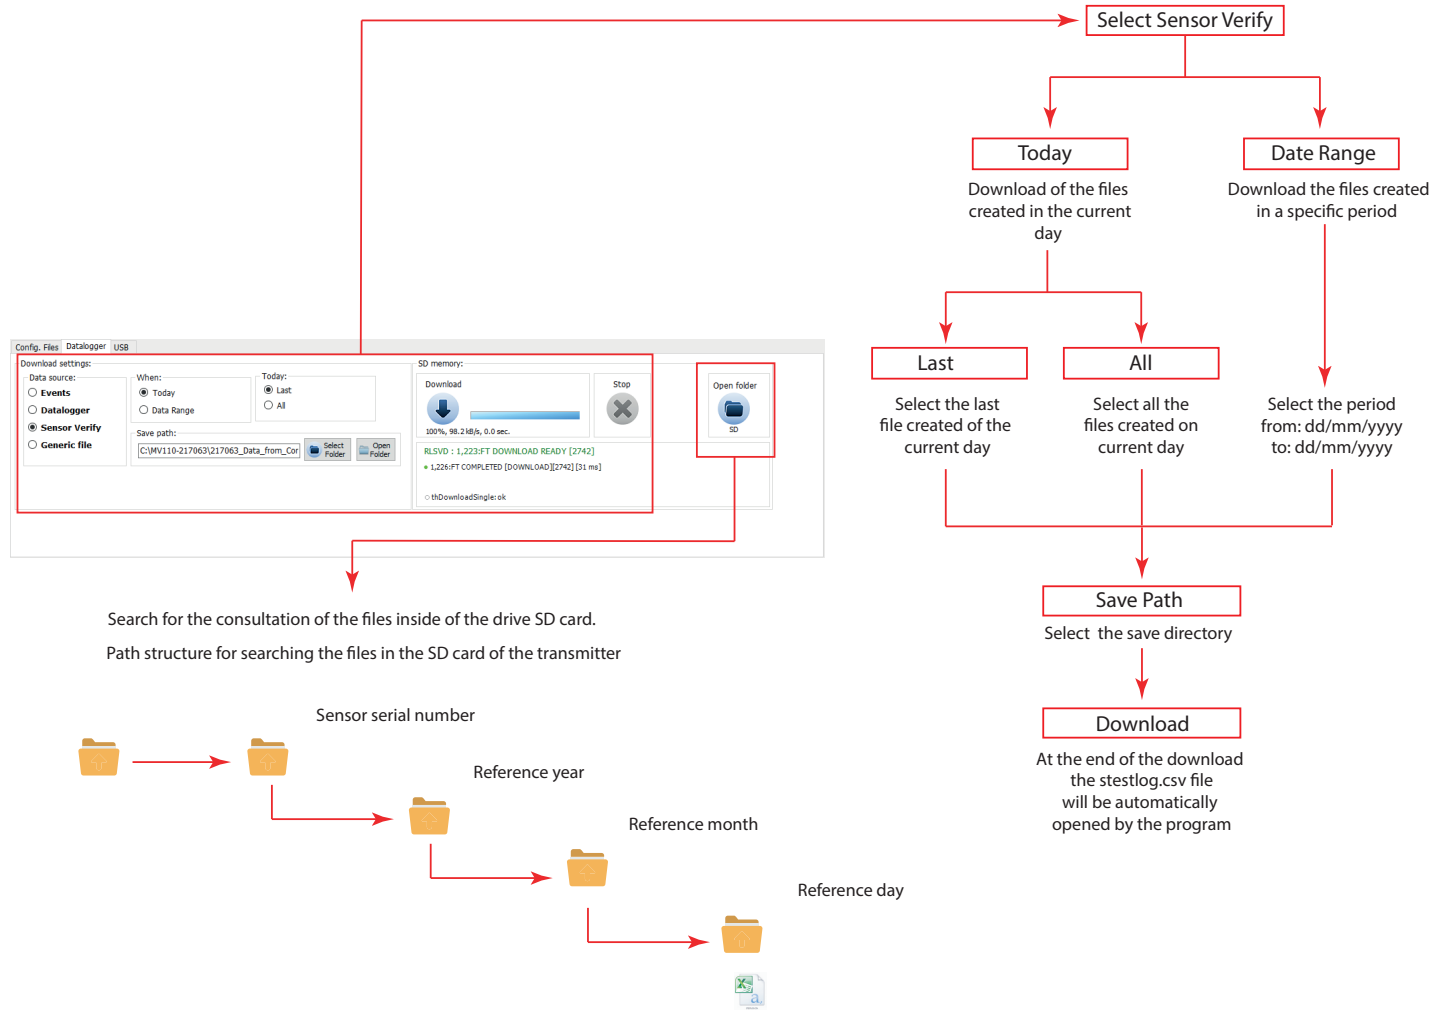 Select Sensor Verify
Today
Date Range
Download of the files
created in the current
day
Download the files created
in a specific period
Last
All
Select the last
file created of the
current day
Select all the
files created on
current day
Select the period
from: dd/mm/yyyy
to: dd/mm/yyyy
Save Path
Select the save directory
Download
At the end of the download
the stestlog.csv file
will be automatically
opened by the program
Config. Files Datalogger USB
Download settings:
Data source:
Events
Datalogger
Sensor Verify
Generic file
When:
Today
Data Range
Today:
Last
All
Save path:
C:\MV110-217063\217063_Data_from_Cor
Select
Folder
Open
Folder
SD memory:
Download
100%, 98.2 kB/s, 0.0 sec.
Stop
Open folder
SD
RLSVD : 1,223:FT DOWNLOAD READY [2742]
1,226:FT COMPLETED [DOWNLOAD][2742] [31 ms]
thDownloadSingle: ok
Search for the consultation of the files inside of the drive SD card.
Path structure for searching the files in the SD card of the transmitter
Sensor serial number
Reference year
Reference month
Reference day
a,